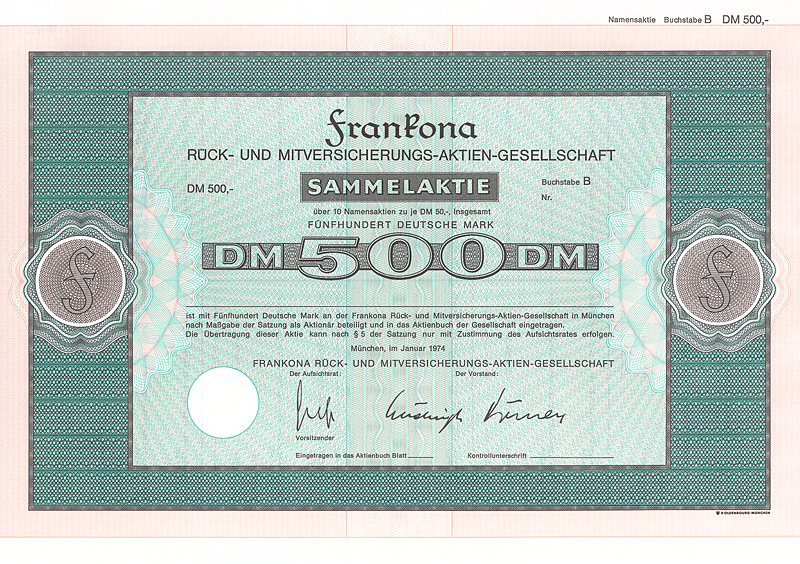 Namensaktie Buchstabe B DM 500,-
Frankona
RÜCK- UND MITVERSICHERUNGS-AKTIEN-GESELLSCHAFT
DM 500,- SAMMELAKTIE Buchstabe B
Nr.
über 10 Namensaktien zu je DM 50,-, insgesamt
FÜNFHUNDERT DEUTSCHE MARK
DM 500 DM
f f
ist mit Fünfhundert Deutsche Mark an der Frankona Rück- und Mitversicherungs-Aktien-Gesellschaft in München
nach Maßgabe der Satzung als Aktionär beteiligt und in das Aktienbuch der Gesellschaft eingetragen.
Die Übertragung dieser Aktie kann nach § 5 der Satzung nur mit Zustimmung des Aufsichtsrates erfolgen.
München, im Januar 1974
FRANKONA RÜCK- UND MITVERSICHERUNGS-AKTIEN-GESELLSCHAFT
Der Aufsichtsrat: Der Vorstand:
Vorsitzender
Eingetragen in das Aktienbuch Blatt Kontrollunterschrift
R·OLDENBOURG·MÜNCHEN